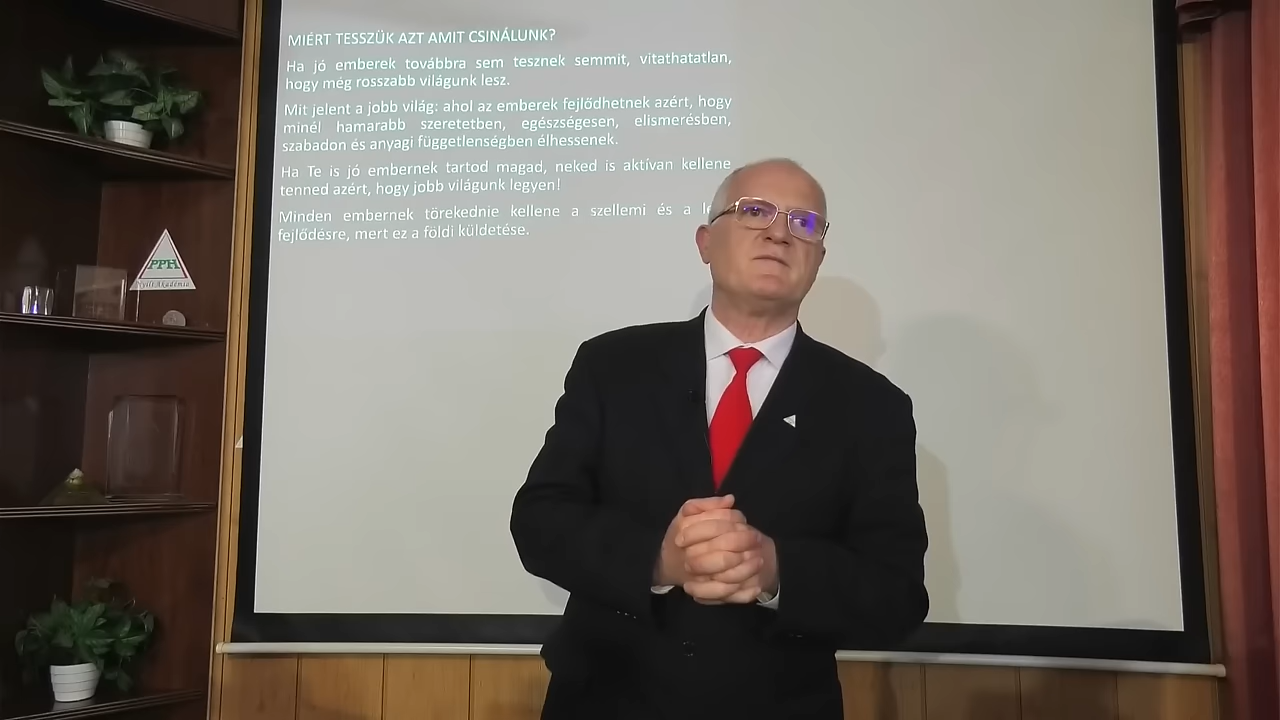 MIÉRT TESSZÜK AZT AMIT CSINÁLUNK?
Ha jó emberek továbbra sem tesznek semmit, vitathatatlan,
hogy még rosszabb világunk lesz.
Mit jelent a jobb világ: ahol az emberek fejlődhetnek azért, hogy
minél hamarabb szeretetben, egészségesen, elismerésben,
szabadon és anyagi függetlenségben élhessenek.
Ha Te is jó embernek tartod magad, neked is aktívan kellene
tenned azért, hogy jobb világunk legyen!
Minden embernek törekednie kellene a szellemi és a
fejlődésre, mert ez a földi küldetése.
PPH
Nyílt Akadémia